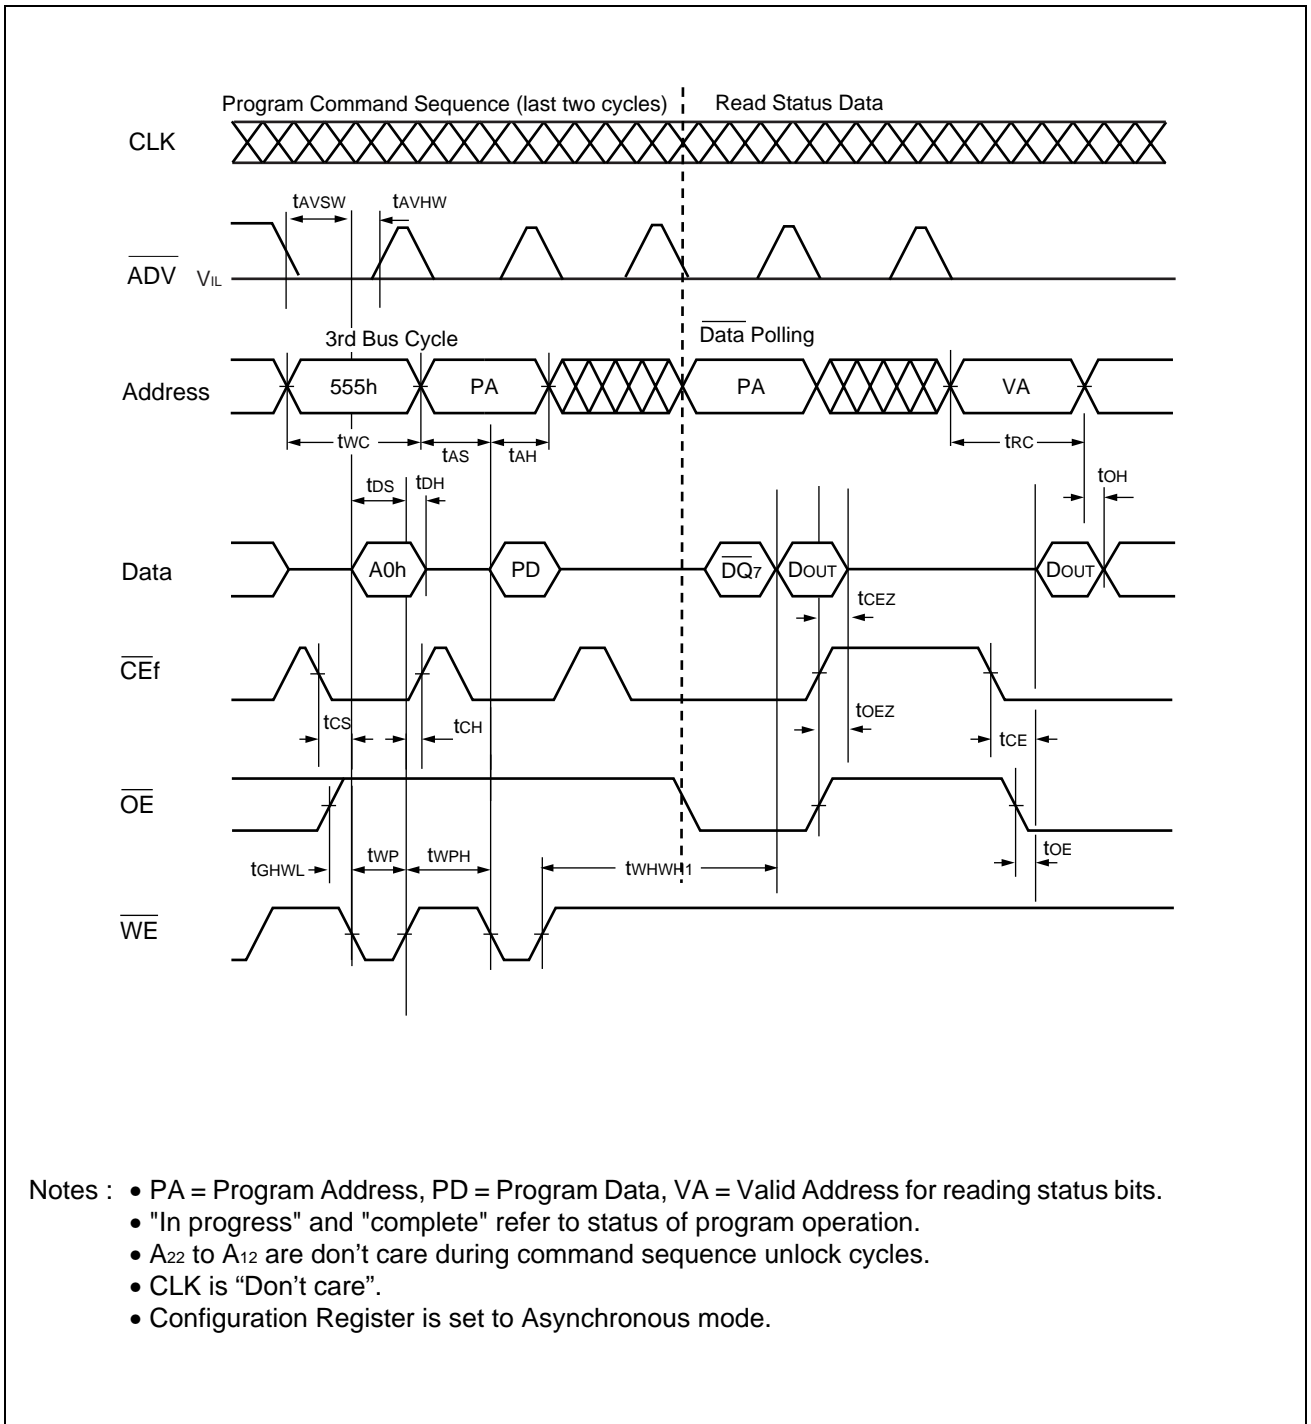 Program Command Sequence (last two cycles)
Read Status Data
CLK
tAVSW
tAVHW
ADV
VIL
3rd Bus Cycle
Data Polling
Address
555h
PA
PA
VA
tWC
tAS
tAH
tRC
tDS
tDH
tOH
Data
A0h
PD
DQ7
DOUT
DOUT
tCEZ
CEf
tCS
tCH
tOEZ
tCE
OE
tGHWL
tWP
tWPH
tWHWH1
tOE
WE
Notes : • PA = Program Address, PD = Program Data, VA = Valid Address for reading status bits.
• "In progress" and "complete" refer to status of program operation.
• A22 to A12 are don’t care during command sequence unlock cycles.
• CLK is “Don’t care”.
• Configuration Register is set to Asynchronous mode.